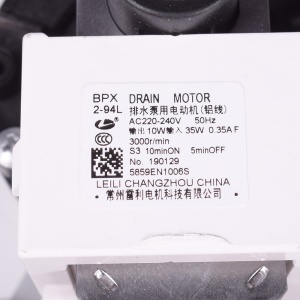 BPX DRAIN MOTOR
2-94L 排水泵用电动机(铝线)
AC220-240V 50Hz
输出10W输入35W 0.35A F
3000r/min
S3 10minON 5minOFF
No. 190129
5859EN1006S
LEILI CHANGZHOU CHINA
常州雷利电机科技有限公司